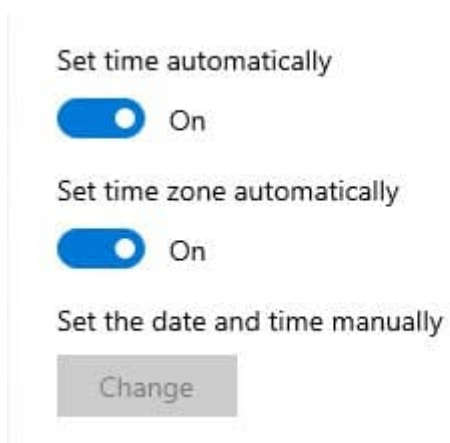 Set time automatically
On
Set time zone automatically
On
Set the date and time manually
Change